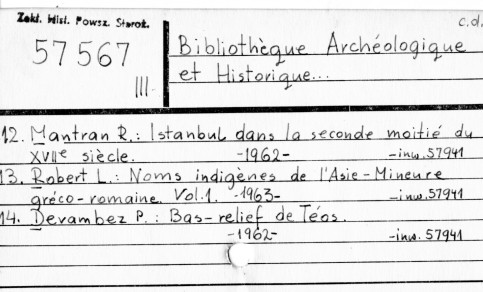 Zakł. Hist. Powsz. Staroż.
c.d.
57 567
III
Bibliothèque Archéologique
et Historique...
12. Mantran R.: Istanbul dans la seconde moitié du
XVIIe siècle. -1962- -inw. 57941
13. Robert L.: Noms indigènes de l'Asie-Mineure
gréco-romaine. Vol.1. -1963- -inw. 57941
14. Devambez P.: Bas-relief de Téos.
-1962- -inw. 57941